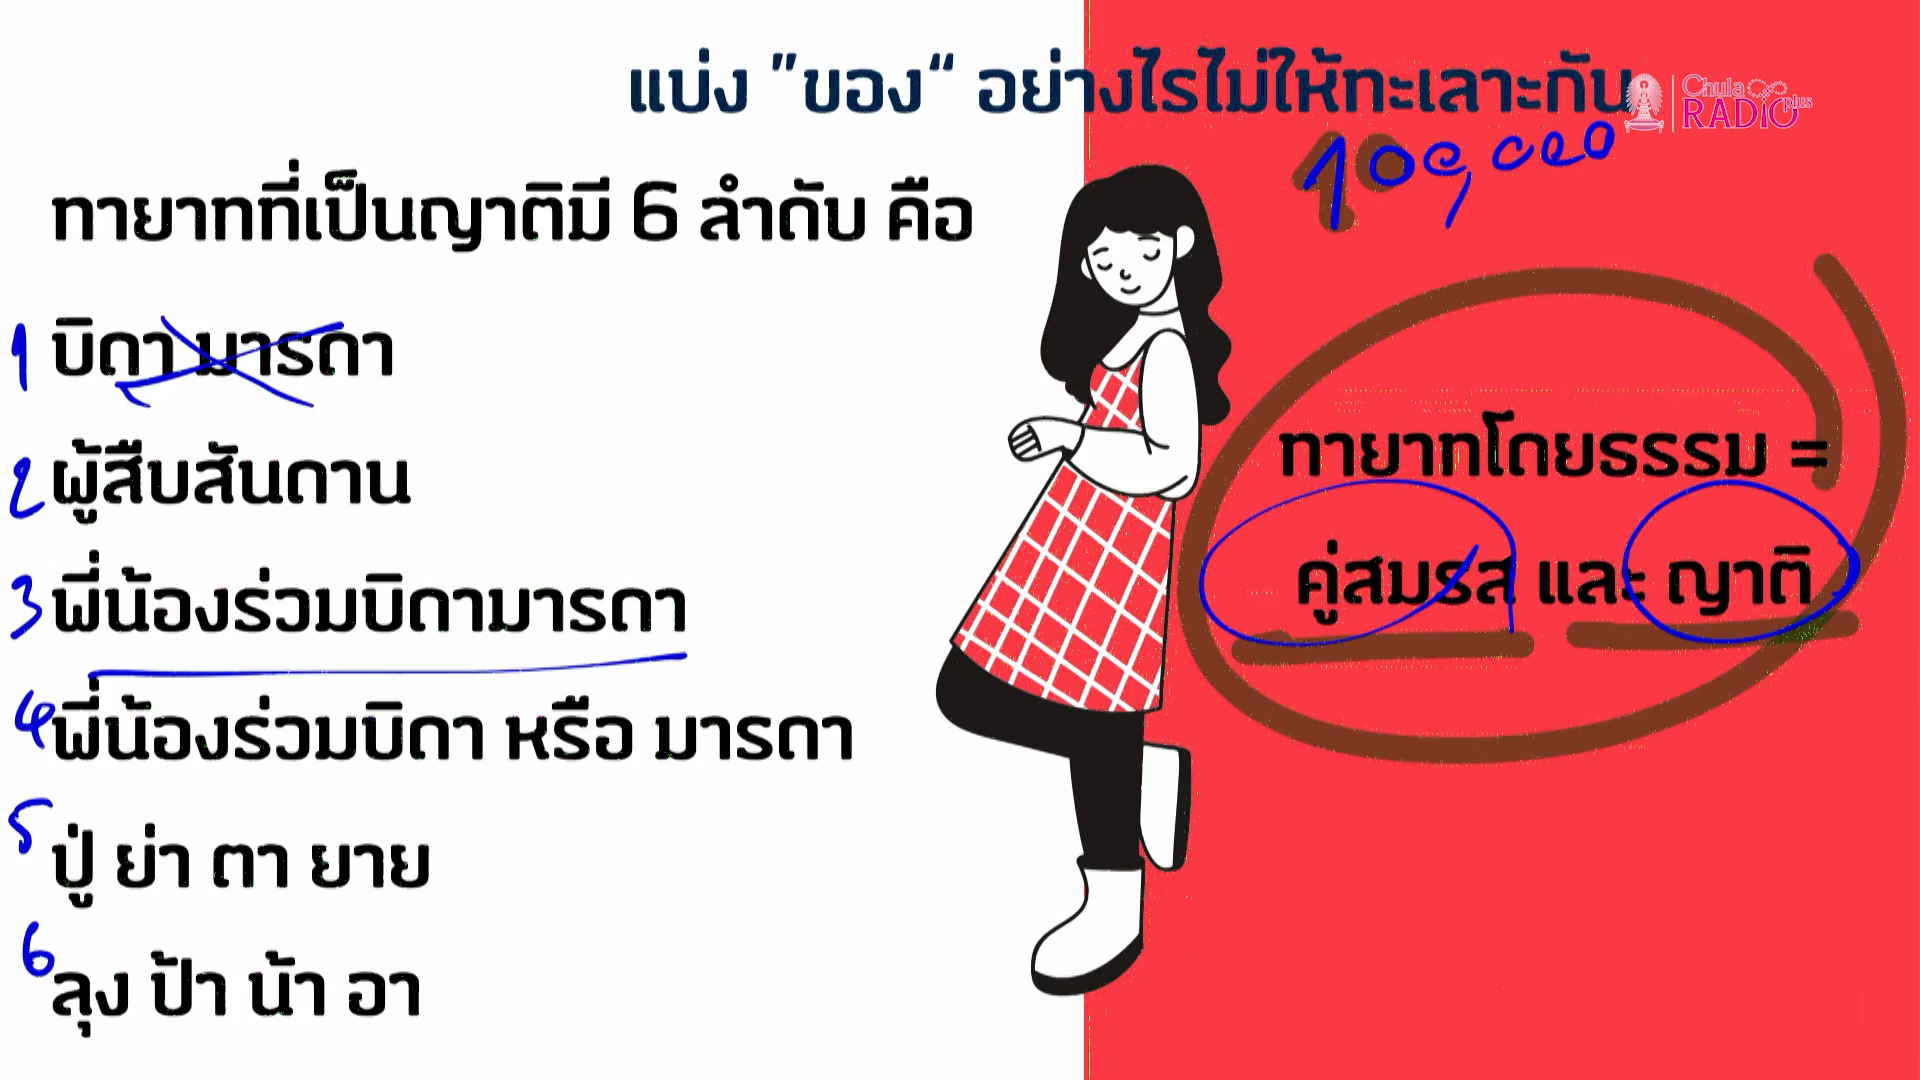 แบ่ง ”ของ“ อย่างไรไม่ให้ทะเลาะกัน
Chula RADIO plus
ทายาทที่เป็นญาติมี 6 ลำดับ คือ
1 บิดา มารดา
2 ผู้สืบสันดาน
3 พี่น้องร่วมบิดามารดา
4 พี่น้องร่วมบิดา หรือ มารดา
5 ปู่ ย่า ตา ยาย
6 ลุง ป้า น้า อา
ทายาทโดยธรรม =
คู่สมรส และ ญาติ